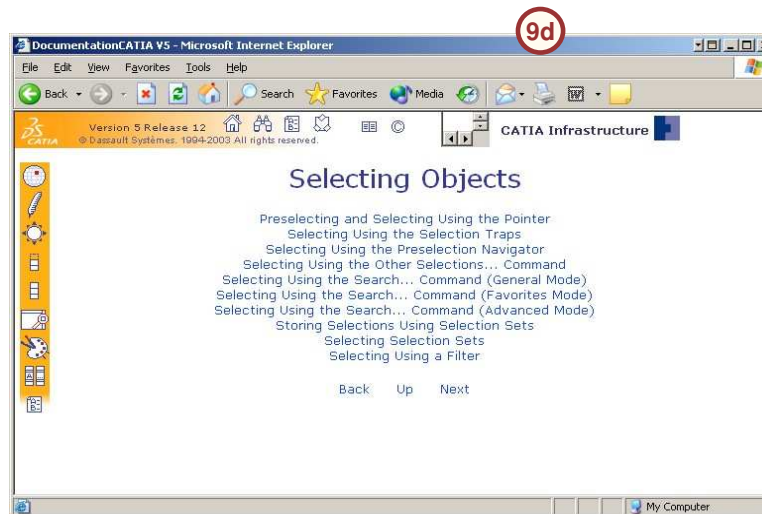 9d
DocumentationCATIA V5 - Microsoft Internet Explorer
File Edit View Favorites Tools Help
Back Search Favorites Media
DS CATIA
Version 5 Release 12
© Dassault Systèmes. 1994-2003 All rights reserved.
CATIA Infrastructure
Selecting Objects
Preselecting and Selecting Using the Pointer
Selecting Using the Selection Traps
Selecting Using the Preselection Navigator
Selecting Using the Other Selections... Command
Selecting Using the Search... Command (General Mode)
Selecting Using the Search... Command (Favorites Mode)
Selecting Using the Search... Command (Advanced Mode)
Storing Selections Using Selection Sets
Selecting Selection Sets
Selecting Using a Filter
Back Up Next
My Computer